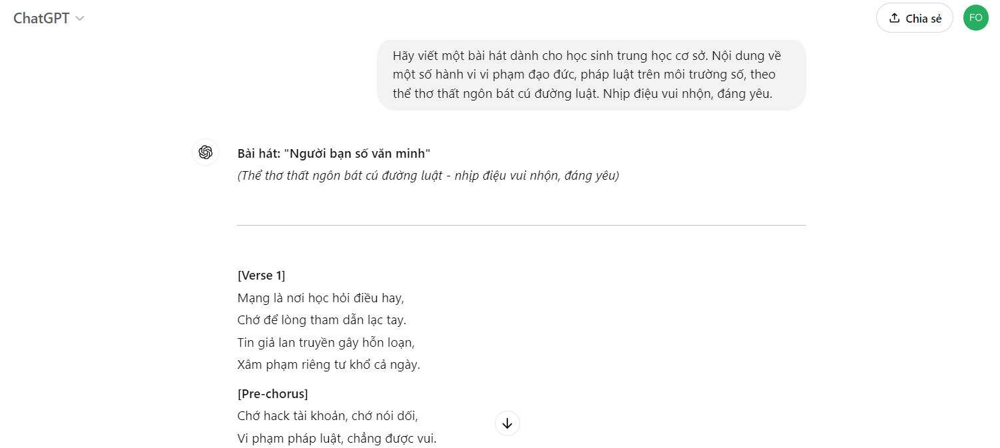 ChatGPT
Chia sẻ
FO
Hãy viết một bài hát dành cho học sinh trung học cơ sở. Nội dung về
một số hành vi vi phạm đạo đức, pháp luật trên môi trường số, theo
thể thơ thất ngôn bát cú đường luật. Nhịp điệu vui nhộn, đáng yêu.
Bài hát: "Người bạn số văn minh"
(Thể thơ thất ngôn bát cú đường luật - nhịp điệu vui nhộn, đáng yêu)
[Verse 1]
Mạng là nơi học hỏi điều hay,
Chớ để lòng tham dẫn lạc tay.
Tin giả lan truyền gây hỗn loạn,
Xâm phạm riêng tư khổ cả ngày.
[Pre-chorus]
Chớ hack tài khoản, chớ nói dối,
Vi phạm pháp luật, chẳng được vui.